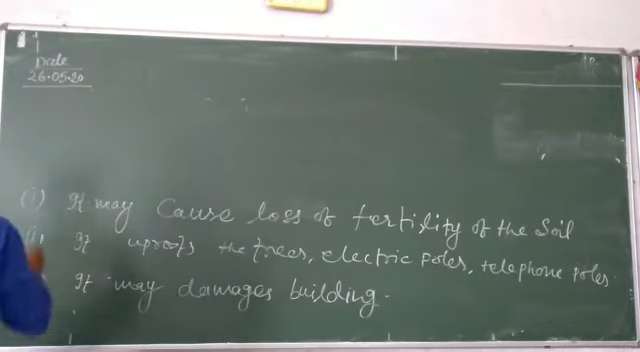 Date
26.05.20
(i) It may Cause loss of fertility of the Soil
It uproots the trees, electric poles, telephone poles.
It may damages building.